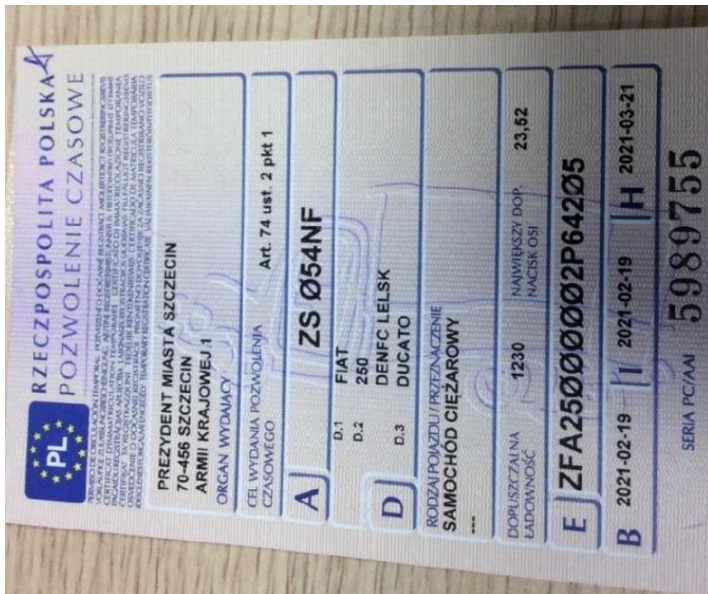 PL
RZECZPOSPOLITA POLSKA
POZWOLENIE CZASOWE
PREZYDENT MIASTA SZCZECIN
70-456 SZCZECIN
ARMII KRAJOWEJ 1
ORGAN WYDAJĄCY
CEL WYDANIA POZWOLENIA
CZASOWEGO
Art. 74 ust. 2 pkt 1
A ZS Ø54NF
D.1 FIAT
D.2 250
DENFC LELSK
D D.3 DUCATO
RODZAJ POJAZDU / PRZEZNACZENIE
SAMOCHÓD CIĘŻAROWY
---
DOPUSZCZALNA ŁADOWNOŚĆ 1230 NAJWIĘKSZY DOP. NACISK OSI 23,52
E ZFA25ØØØØØ2P642Ø5
B 2021-02-19 I 2021-02-19 H 2021-03-21
SERIA PC/AAI 5989755